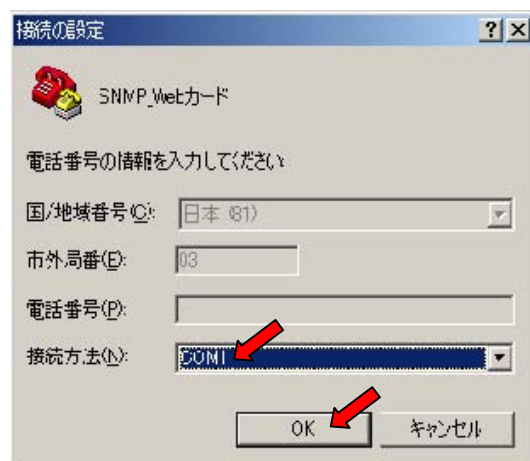 接続の設定
SNMP_Webカード
電話番号の情報を入力してください
国/地域番号(C):
日本 (81)
市外局番(E):
03
電話番号(P):
接続方法(N):
COM1
OK
キャンセル